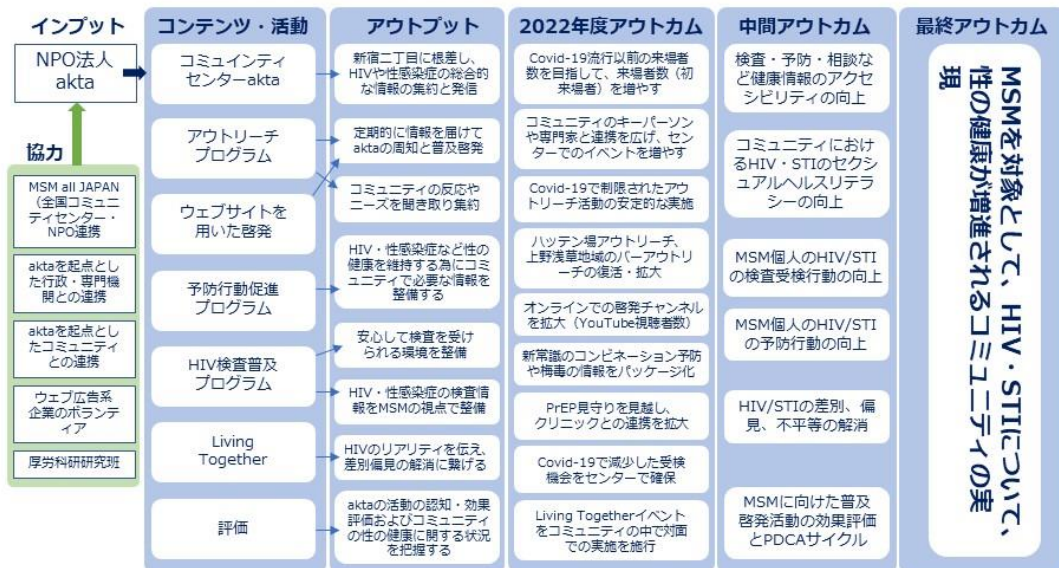 インプット
NPO法人
akta
協力
MSM all JAPAN
（全国コミュニ
ティセンター・
NPO連携
aktaを起点とし
た行政・専門機
関との連携
aktaを起点とし
たコミュニティ
との連携
ウェブ広告系
企業のボランテ
ィア
厚労科研研究班
コンテンツ・活動
コミュインティ
センターakta
アウトリーチ
プログラム
ウェブサイトを
用いた啓発
予防行動促進
プログラム
HIV検査普及
プログラム
Living
Together
評価
アウトプット
新宿二丁目に根差し、
HIVや性感染症の総合的
な情報の集約と発信
定期的に情報を届けて
aktaの周知と普及啓発
コミュニティの反応や
ニーズを聞き取り集約
HIV・性感染症など性の
健康を維持する為にコミ
ュニティで必要な情報を
整備する
安心して検査を受け
られる環境を整備
HIV・性感染症の検査情
報をMSMの視点で整備
HIVのリアリティを伝え、
差別偏見の解消に繋げる
aktaの活動の認知・効果
評価およびコミュニティ
の性の健康に関する状況
を把握する
2022年度アウトカム
Covid-19流行以前の来場者
数を目指して、来場者数（初
来場者）を増やす
コミュニティのキーパーソン
や専門家と連携を広げ、セン
ターでのイベントを増やす
Covid-19で制限されたアウ
トリーチ活動の安定的な実施
ハッテン場アウトリーチ、
上野浅草地域のバーアウトリ
ーチの復活・拡大
オンラインでの啓発チャンネル
を拡大（YouTube視聴者数）
新常識のコンビネーション予防
や梅毒の情報をパッケージ化
PrEP見守りを見越し、
クリニックとの連携を拡大
Covid-19で減少した受検
機会をセンターで確保
Living Togetherイベント
をコミュニティの中で対面
での実施を施行
中間アウトカム
検査・予防・相談な
ど健康情報のアクセ
シビリティの向上
コミュニティにおけ
るHIV・STIのセクシ
ュアルヘルスリテラ
シーの向上
MSM個人のHIV/STI
の検査受検行動の向上
MSM個人のHIV/STI
の予防行動の向上
HIV/STIの差別、偏
見、不平等の解消
MSMに向けた普及
啓発活動の効果評価
とPDCAサイクル
最終アウトカム
MSMを対象として、HIV・STIについて、
性の健康が増進されるコミュニティの実
現